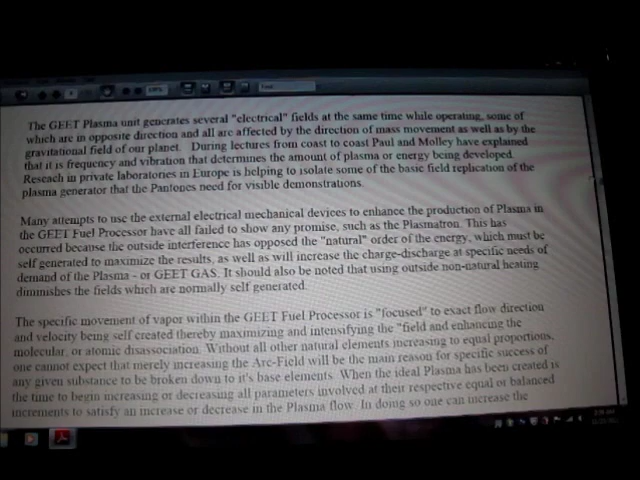 The GEET Plasma unit generates several "electrical" fields at the same time while operating, some of
which are in opposite direction and all are affected by the direction of mass movement as well as by the
gravitational field of our planet. During lectures from coast to coast Paul and Molley have explained
that it is frequency and vibration that determines the amount of plasma or energy being developed.
Reseach in private laboratories in Europe is helping to isolate some of the basic field replication of the
plasma generator that the Pantones need for visible demonstrations.
Many attempts to use the external electrical mechanical devices to enhance the production of Plasma in
the GEET Fuel Processor have all failed to show any promise, such as the Plasmatron. This has
occurred because the outside interference has opposed the "natural" order of the energy, which must be
self generated to maximize the results, as well as will increase the charge-discharge at specific needs of
demand of the Plasma - or GEET GAS. It should also be noted that using outside non-natural heating
diminishes the fields which are normally self generated.
The specific movement of vapor within the GEET Fuel Processor is "focused" to exact flow direction
and velocity being self created thereby maximizing and intensifying the "field and enhancing the
molecular, or atomic disassociation. Without all other natural elements increasing to equal proportions,
one cannot expect that merely increasing the Arc-Field will be the main reason for specific success of
any given substance to be broken down to it's base elements. When the ideal Plasma has been created is
the time to begin increasing or decreasing all parameters involved at their respective equal or balanced
increments to satisfy an increase or decrease in the Plasma flow. In doing so one can increase the